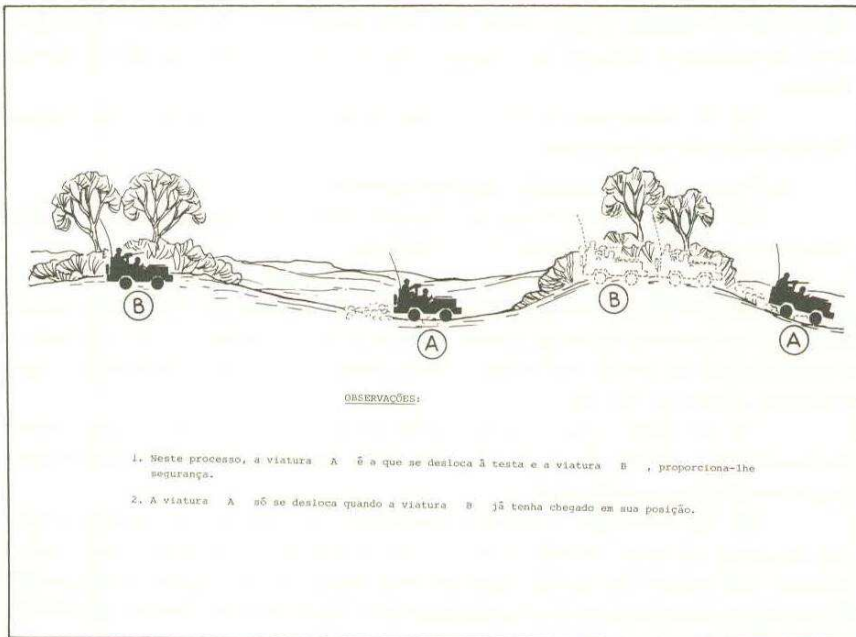 B
A
B
A
OBSERVAÇÕES:
1. Neste processo, a viatura A é a que se desloca à testa e a viatura B , proporciona-lhe
segurança.
2. A viatura A só se desloca quando a viatura B já tenha chegado em sua posição.